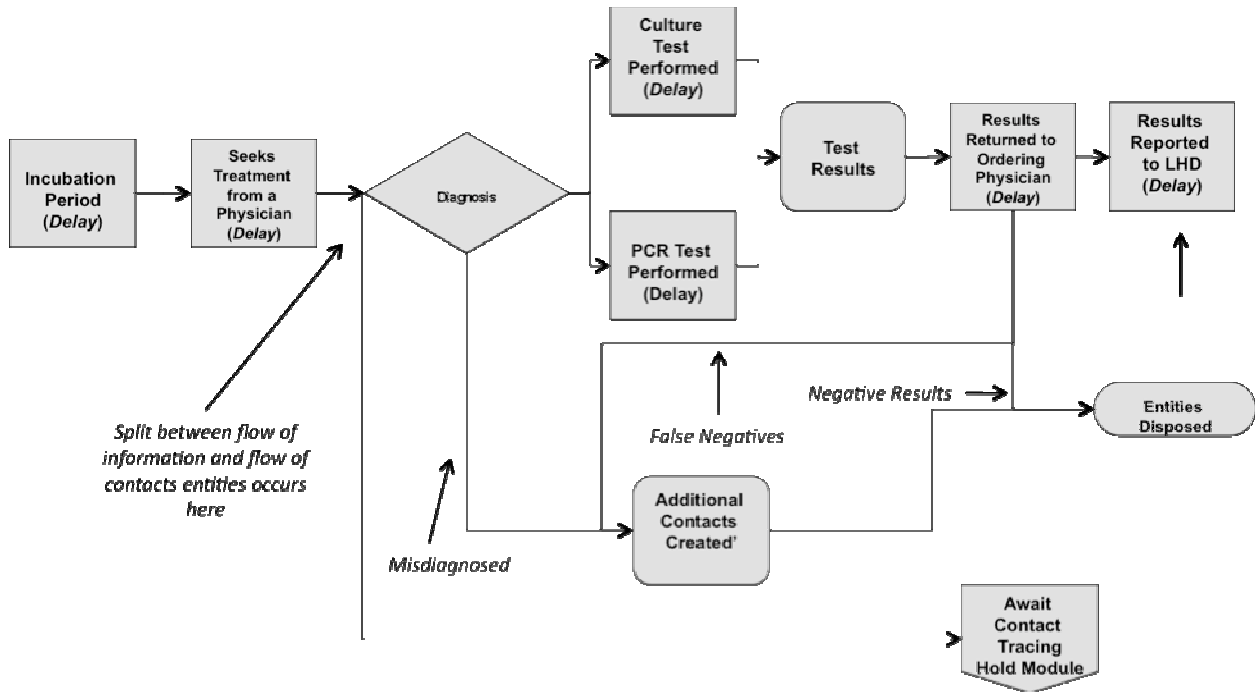 Incubation
Period
(Delay)
Seeks
Treatment
from a
Physician
(Delay)
Diagnosis
Culture
Test
Performed
(Delay)
PCR Test
Performed
(Delay)
Test
Results
Results
Returned to
Ordering
Physician
(Delay)
Results
Reported
to LHD
(Delay)
Split between flow of
information and flow of
contacts entities occurs
here
Misdiagnosed
False Negatives
Negative Results
Entities
Disposed
Additional
Contacts
Created'
Await
Contact
Tracing
Hold Module